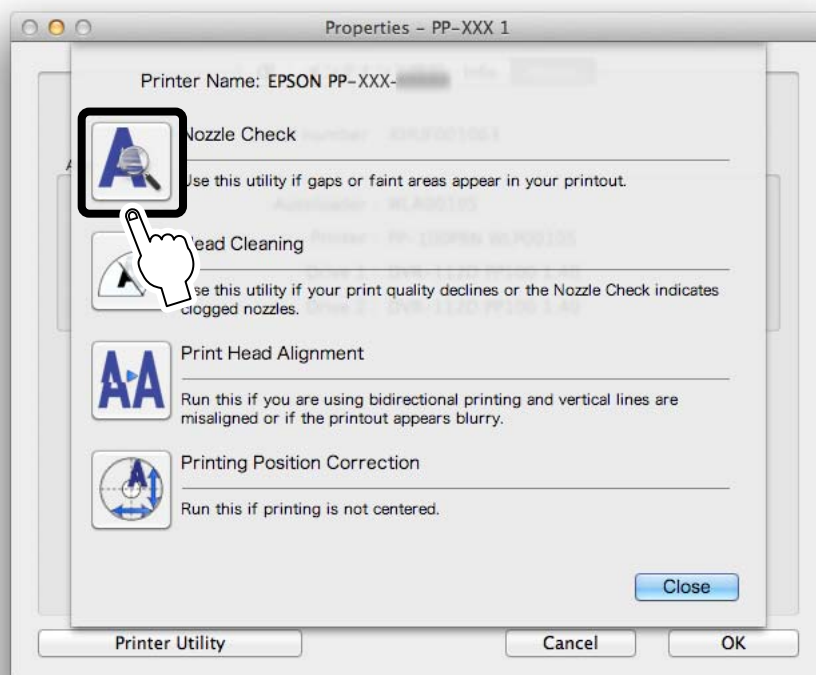 Properties – PP-XXX 1
Printer Name: EPSON PP-XXX-
Nozzle Check
Use this utility if gaps or faint areas appear in your printout.
Head Cleaning
Use this utility if your print quality declines or the Nozzle Check indicates
clogged nozzles.
Print Head Alignment
Run this if you are using bidirectional printing and vertical lines are
misaligned or if the printout appears blurry.
Printing Position Correction
Run this if printing is not centered.
Close
Printer Utility
Cancel
OK